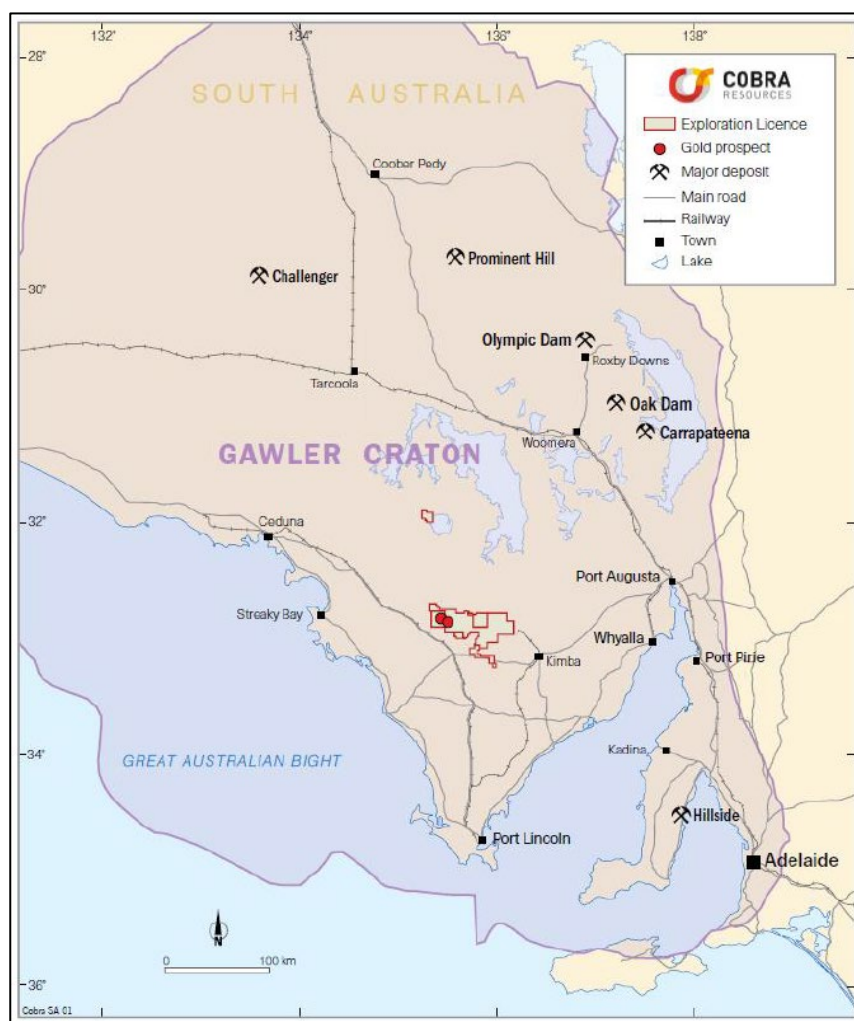 132°
134°
136°
138°
28°
SOUTH AUSTRALIA
COBRA
RESOURCES
Exploration Licence
Gold prospect
Major deposit
Main road
Railway
Town
Lake
Coober Pedy
Prominent Hill
Challenger
30°
Olympic Dam
Roxby Downs
Tarcoola
Oak Dam
Woomera
Carrapateena
GAWLER CRATON
32°
Ceduna
Port Augusta
Streaky Bay
Whyalla
Kimba
Port Pirie
34°
Kadina
GREAT AUSTRALIAN BIGHT
Hillside
Port Lincoln
Adelaide
N
0 100 km
36°
Cobra SA 01